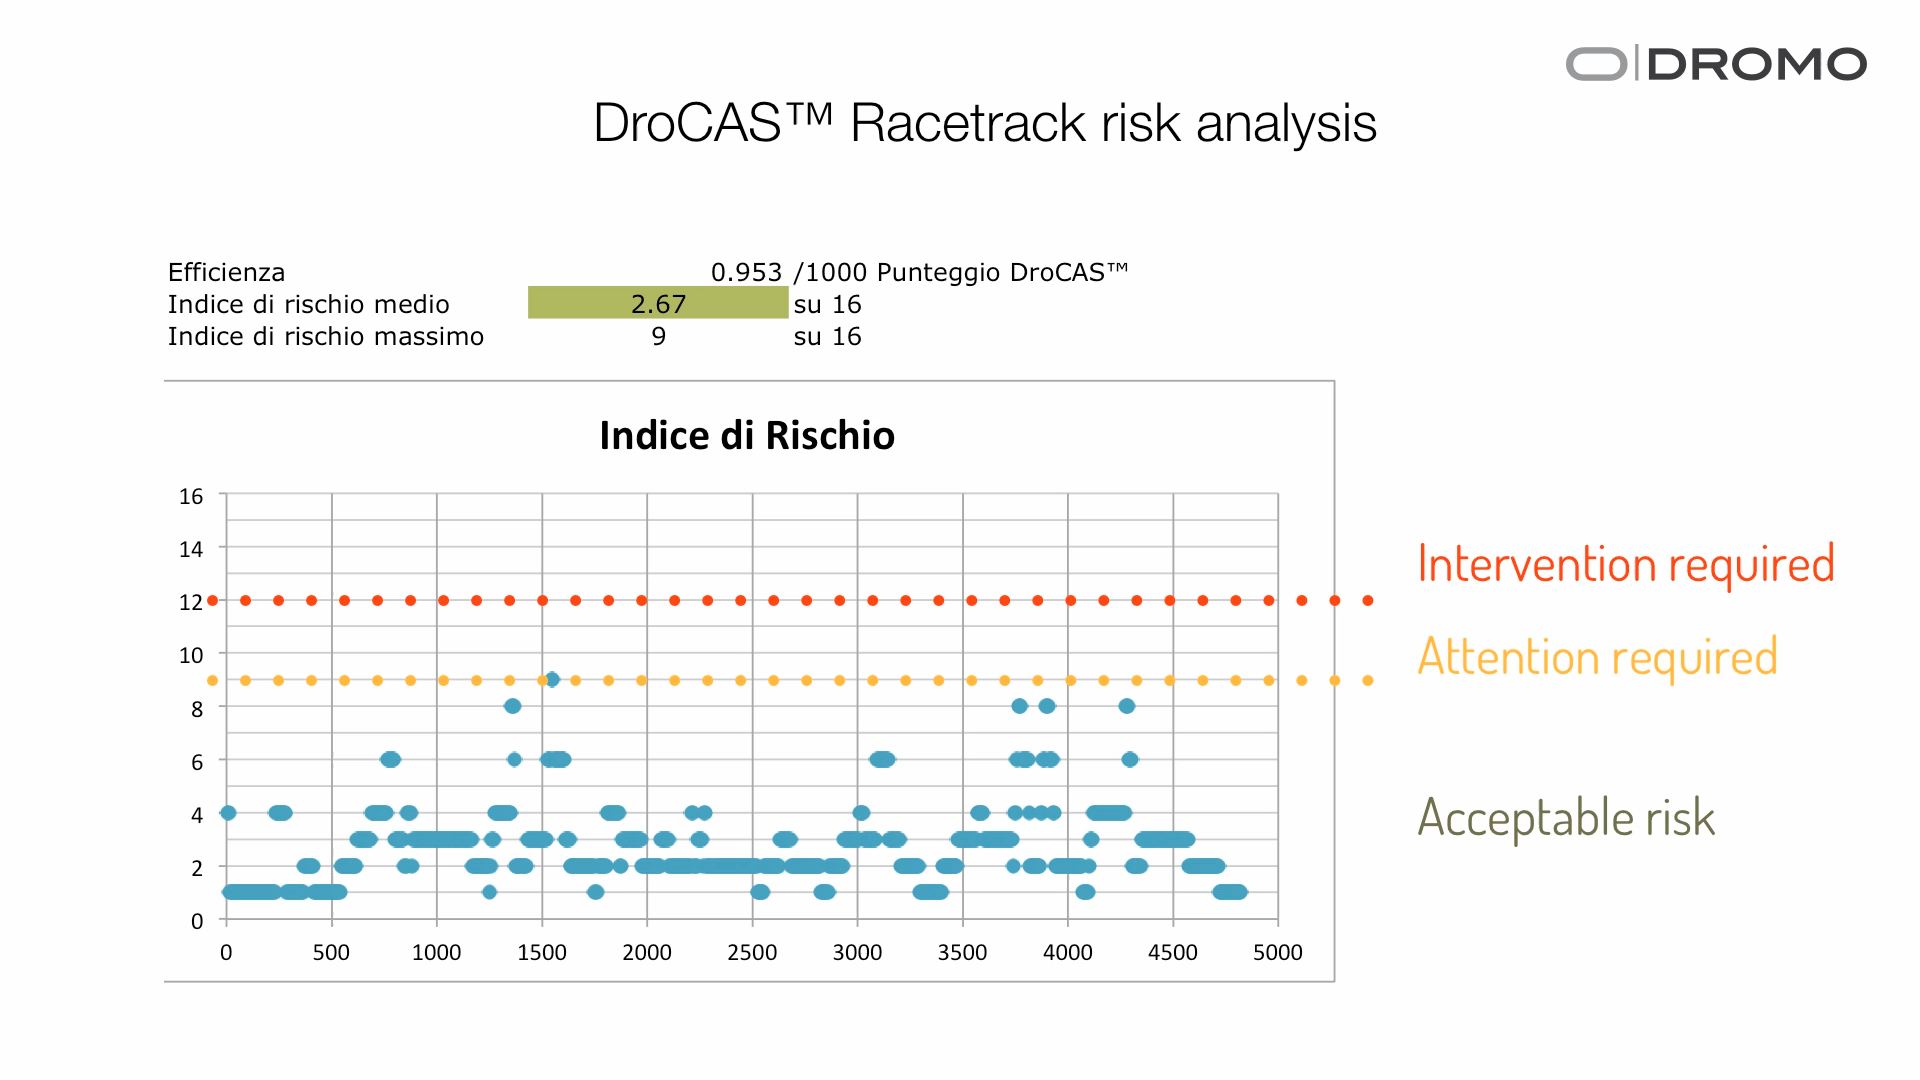 DROMO
DroCAS™ Racetrack risk analysis
Efficienza 0.953 /1000 Punteggio DroCAS™
Indice di rischio medio 2.67 su 16
Indice di rischio massimo 9 su 16
Indice di Rischio
16
14
12
10
8
6
4
2
0
0 500 1000 1500 2000 2500 3000 3500 4000 4500 5000
Intervention required
Attention required
Acceptable risk